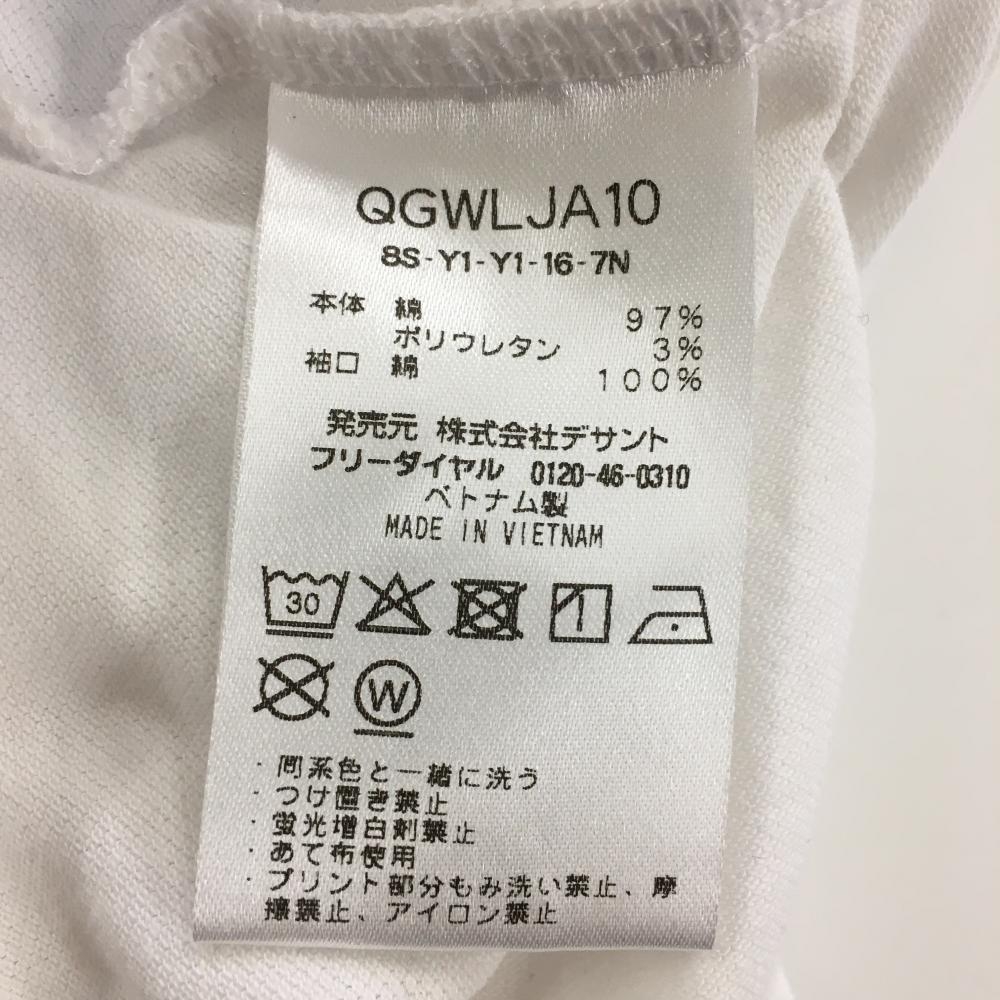 QGWLJA10
8S-Y1-Y1-16-7N
本体 綿 97%
ポリウレタン 3%
袖口 綿 100%
発売元 株式会社デサント
フリーダイヤル 0120-46-0310
ベトナム製
MADE IN VIETNAM
30 1
W
・同系色と一緒に洗う
・つけ置き禁止
・蛍光増白剤禁止
・あて布使用
・プリント部分もみ洗い禁止、摩
擦禁止、アイロン禁止